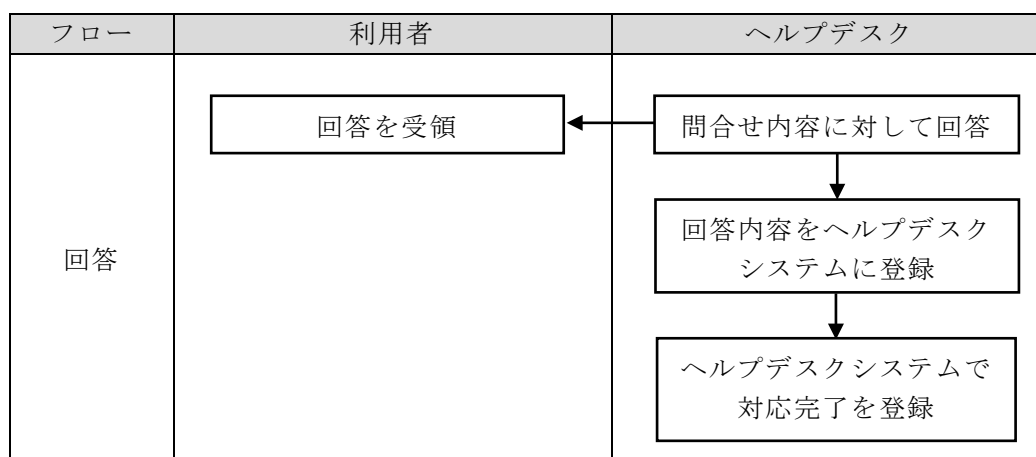 フロー
利用者
ヘルプデスク
回答
回答を受領
問合せ内容に対して回答
回答内容をヘルプデスク
システムに登録
ヘルプデスクシステムで
対応完了を登録